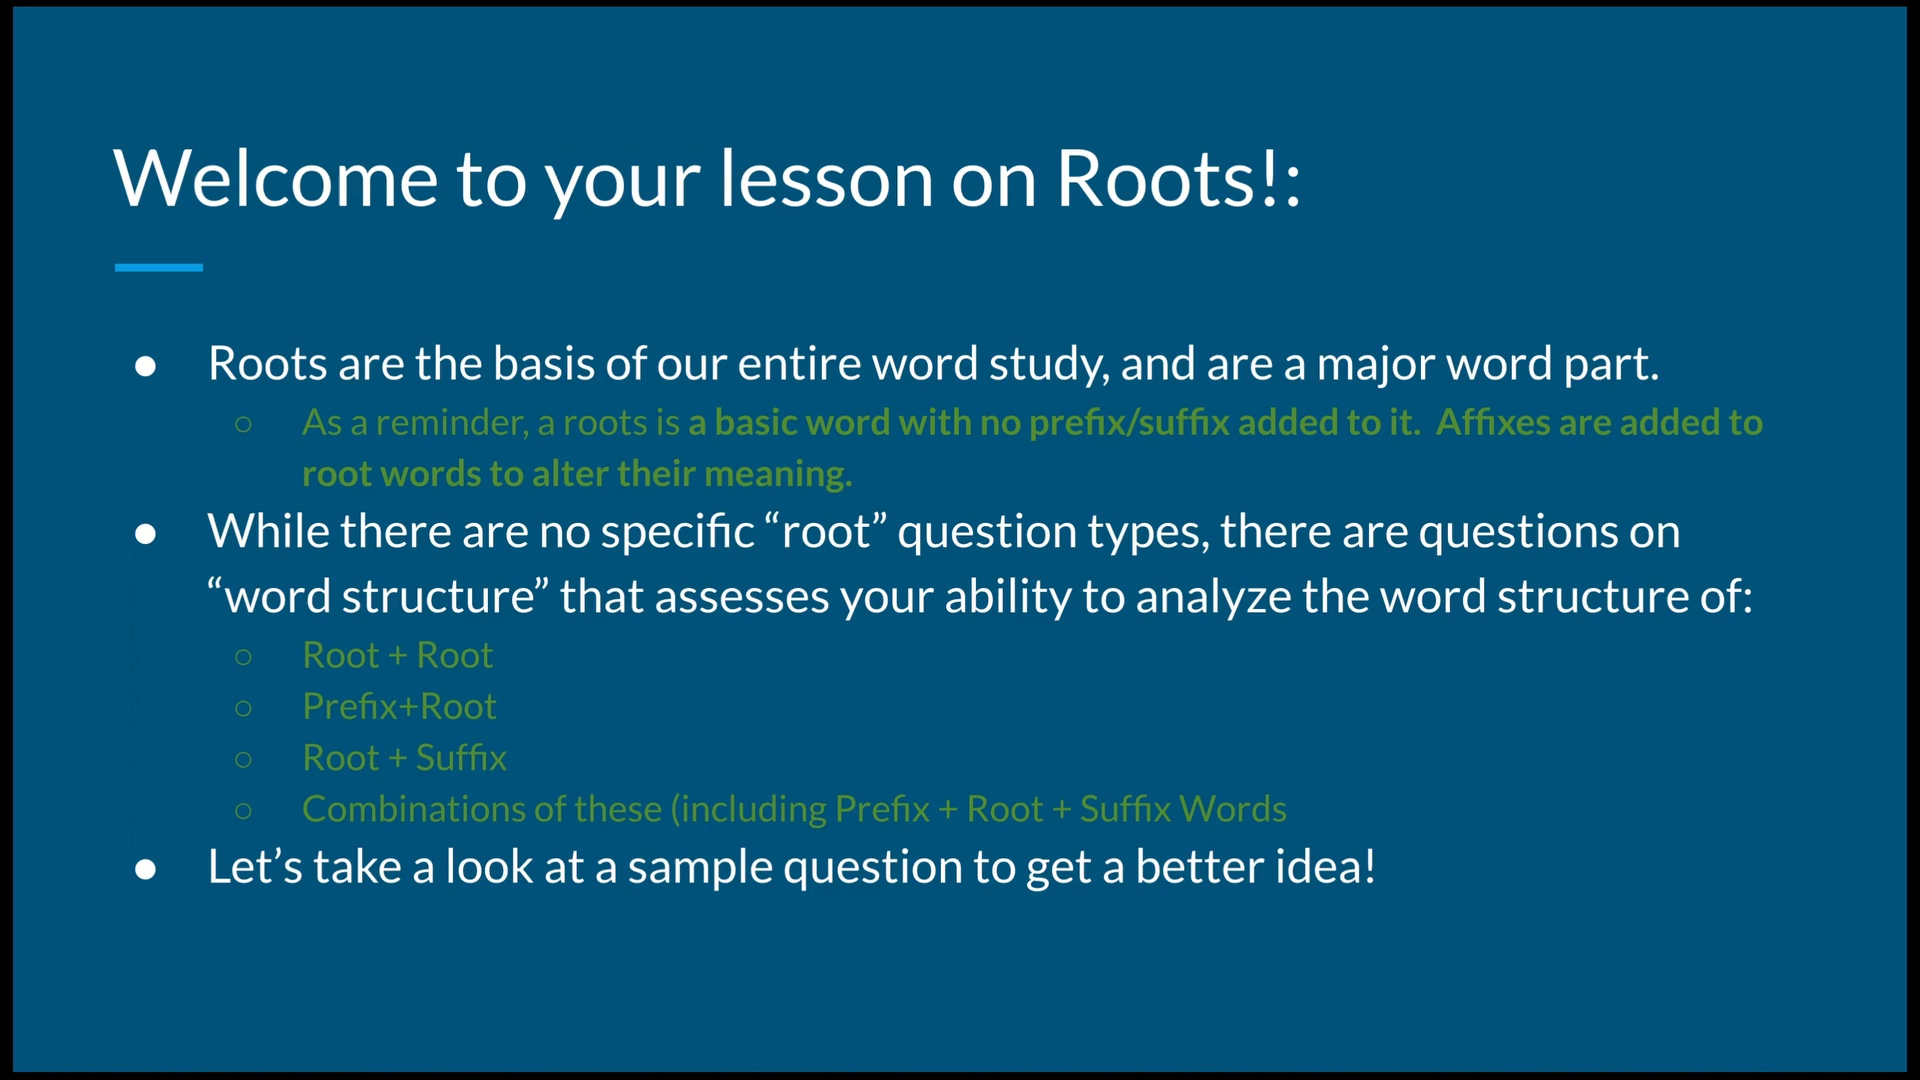 Welcome to your lesson on Roots!:
● Roots are the basis of our entire word study, and are a major word part.
○ As a reminder, a roots is a basic word with no prefix/suffix added to it.  Affixes are added to
root words to alter their meaning.
● While there are no specific “root” question types, there are questions on
“word structure” that assesses your ability to analyze the word structure of:
○ Root + Root
○ Prefix+Root
○ Root + Suffix
○ Combinations of these (including Prefix + Root + Suffix Words
● Let’s take a look at a sample question to get a better idea!